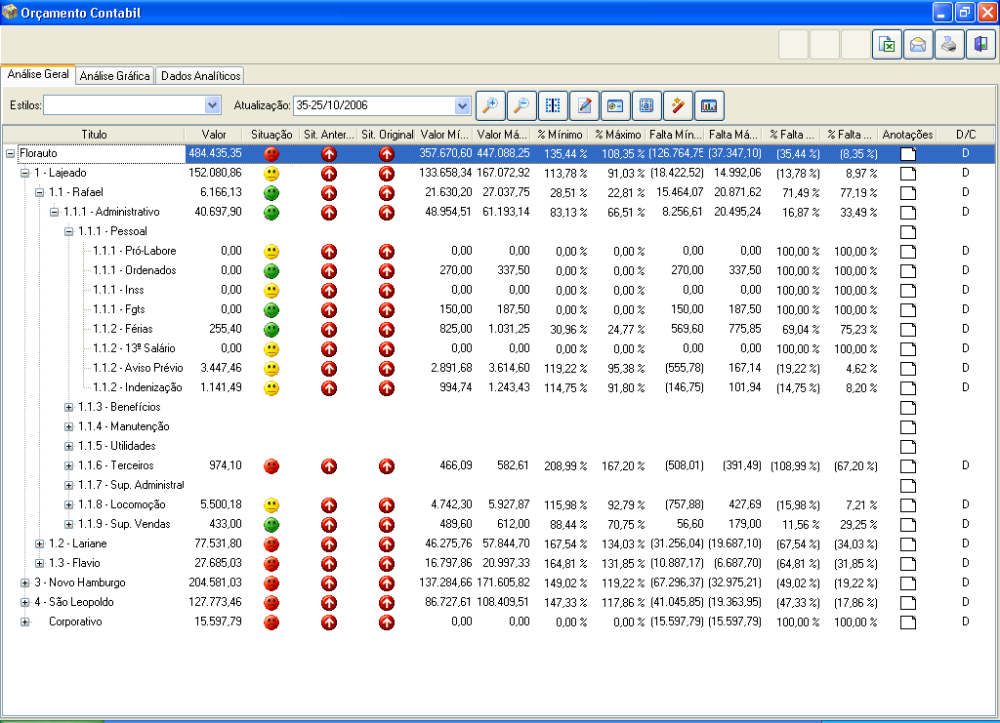 Orçamento Contabil
Análise Geral Análise Gráfica Dados Analíticos
Estilos: Atualização: 35-25/10/2006
Titulo Valor Situação Sit. Anter... Sit. Original Valor Mí... Valor Má... % Mínimo % Máximo Falta Mín... Falta Má... % Falta ... % Falta ... Anotações D/C
Florauto 484.435,35 357.670,60 447.088,25 135,44 % 108,35 % (126.764,75 (37.347,10) (35,44 %) (8,35 %) D
1 - Lajeado 152.080,86 133.658,34 167.072,92 113,78 % 91,03 % (18.422,52) 14.992,06 (13,78 %) 8,97 % D
1.1 - Rafael 6.166,13 21.630,20 27.037,75 28,51 % 22,81 % 15.464,07 20.871,62 71,49 % 77,19 % D
1.1.1 - Administrativo 40.697,90 48.954,51 61.193,14 83,13 % 66,51 % 8.256,61 20.495,24 16,87 % 33,49 % D
1.1.1 - Pessoal
1.1.1 - Pró-Labore 0,00 0,00 0,00 0,00 % 0,00 % 0,00 0,00 100,00 % 100,00 % D
1.1.1 - Ordenados 0,00 270,00 337,50 0,00 % 0,00 % 270,00 337,50 100,00 % 100,00 % D
1.1.1 - Inss 0,00 0,00 0,00 0,00 % 0,00 % 0,00 0,00 100,00 % 100,00 % D
1.1.1 - Fgts 0,00 150,00 187,50 0,00 % 0,00 % 150,00 187,50 100,00 % 100,00 % D
1.1.2 - Férias 255,40 825,00 1.031,25 30,96 % 24,77 % 569,60 775,85 69,04 % 75,23 % D
1.1.2 - 13º Salário 0,00 0,00 0,00 0,00 % 0,00 % 0,00 0,00 100,00 % 100,00 % D
1.1.2 - Aviso Prévio 3.447,46 2.891,68 3.614,60 119,22 % 95,38 % (555,78) 167,14 (19,22 %) 4,62 % D
1.1.2 - Indenização 1.141,49 994,74 1.243,43 114,75 % 91,80 % (146,75) 101,94 (14,75 %) 8,20 % D
1.1.3 - Benefícios
1.1.4 - Manutenção
1.1.5 - Utilidades
1.1.6 - Terceiros 974,10 466,09 582,61 208,99 % 167,20 % (508,01) (391,49) (108,99 %) (67,20 %) D
1.1.7 - Sup. Administrat
1.1.8 - Locomoção 5.500,18 4.742,30 5.927,87 115,98 % 92,79 % (757,88) 427,69 (15,98 %) 7,21 % D
1.1.9 - Sup. Vendas 433,00 489,60 612,00 88,44 % 70,75 % 56,60 179,00 11,56 % 29,25 % D
1.2 - Lariane 77.531,80 46.275,76 57.844,70 167,54 % 134,03 % (31.256,04) (19.687,10) (67,54 %) (34,03 %) D
1.3 - Flavio 27.685,03 16.797,86 20.997,33 164,81 % 131,85 % (10.887,17) (6.687,70) (64,81 %) (31,85 %) D
3 - Novo Hamburgo 204.581,03 137.284,66 171.605,82 149,02 % 119,22 % (67.296,37) (32.975,21) (49,02 %) (19,22 %) D
4 - São Leopoldo 127.773,46 86.727,61 108.409,51 147,33 % 117,86 % (41.045,85) (19.363,95) (47,33 %) (17,86 %) D
Corporativo 15.597,79 0,00 0,00 0,00 % 0,00 % (15.597,79) (15.597,79) 100,00 % 100,00 % D